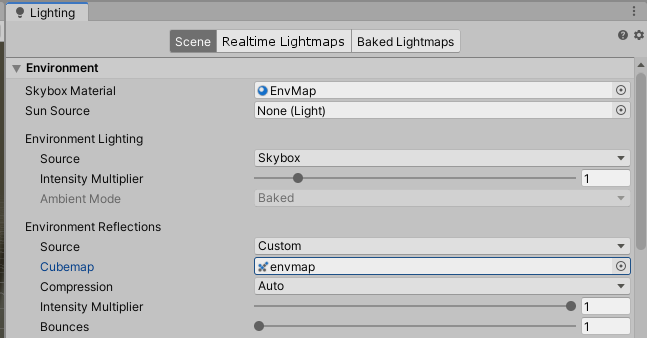 Lighting
Scene Realtime Lightmaps Baked Lightmaps
Environment
Skybox Material EnvMap
Sun Source None (Light)
Environment Lighting
Source Skybox
Intensity Multiplier 1
Ambient Mode Baked
Environment Reflections
Source Custom
Cubemap envmap
Compression Auto
Intensity Multiplier 1
Bounces 1